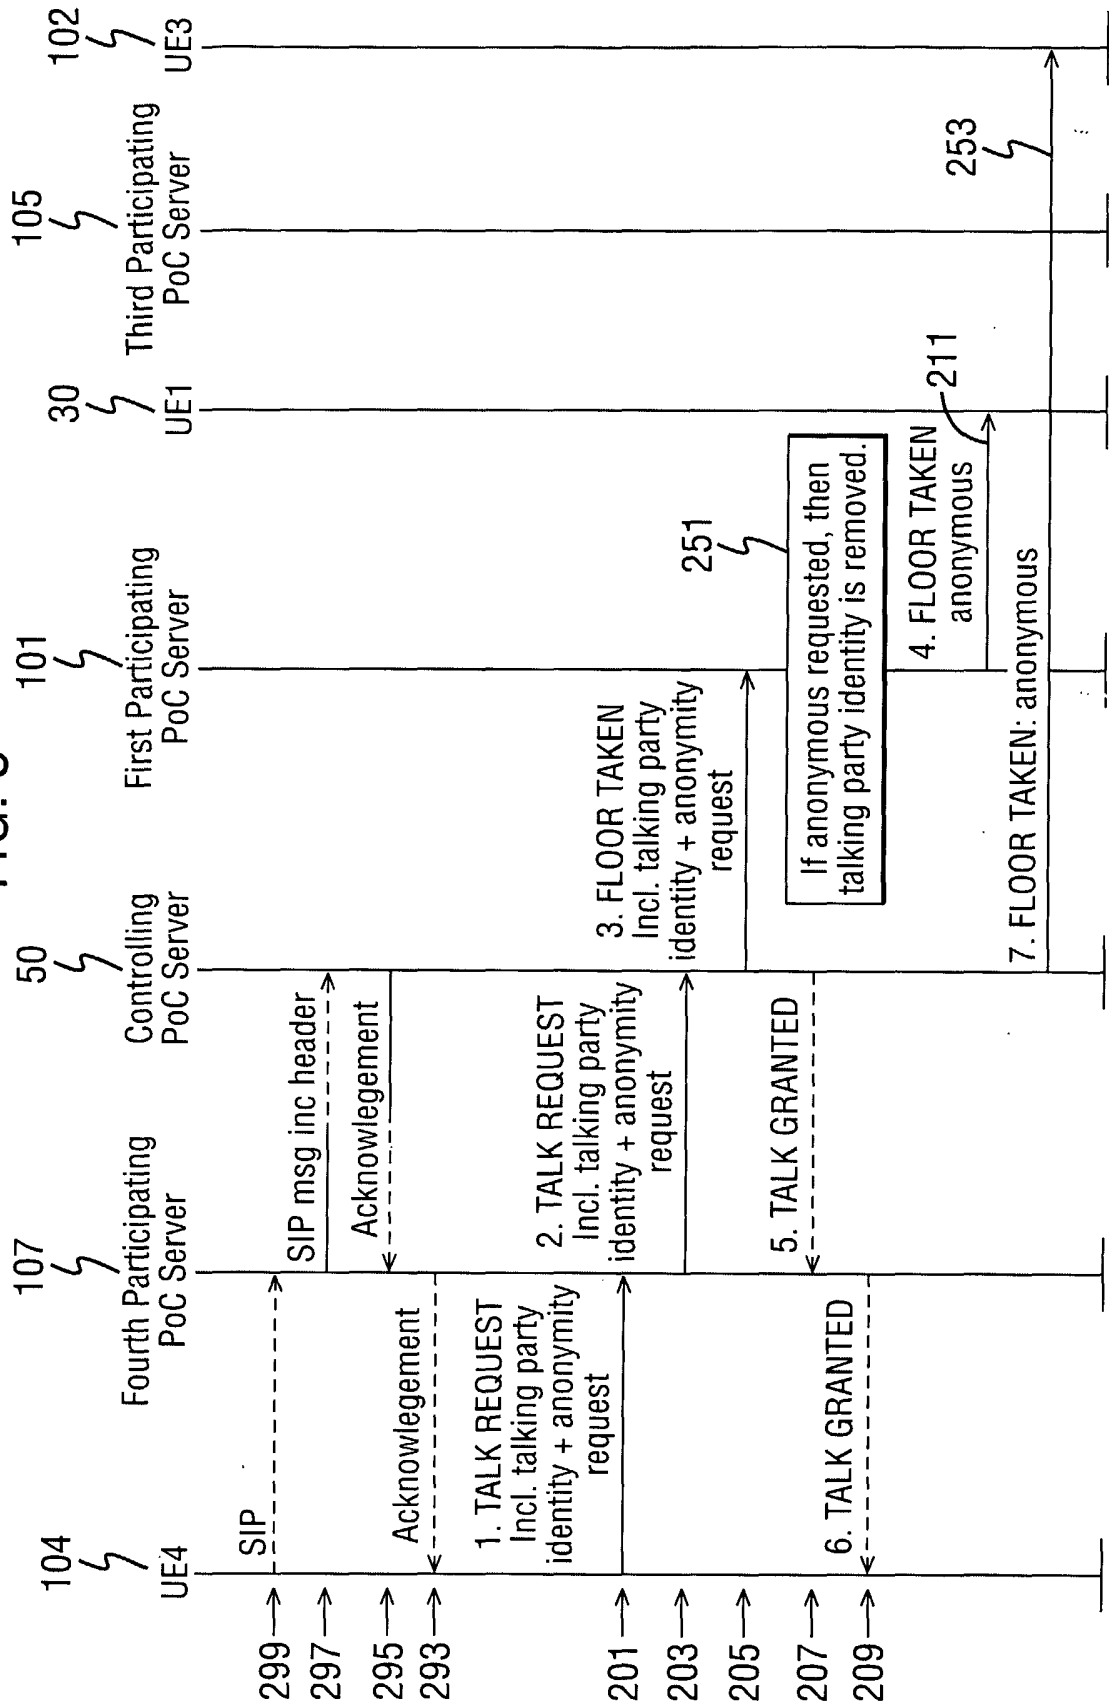 104
UE4
107
Fourth Participating
PoC Server
50
Controlling
PoC Server
101
First Participating
PoC Server
30
UE1
105
Third Participating
PoC Server
102
UE3
299
SIP
297
SIP msg inc header
295
Acknowlegement
293
Acknowlegement
201
1. TALK REQUEST
Incl. talking party
identity + anonymity
request
203
2. TALK REQUEST
Incl. talking party
identity + anonymity
request
205
3. FLOOR TAKEN
Incl. talking party
identity + anonymity
request
207
5. TALK GRANTED
251
If anonymous requested, then
talking party identity is removed.
209
6. TALK GRANTED
4. FLOOR TAKEN
anonymous
211
7. FLOOR TAKEN: anonymous
253